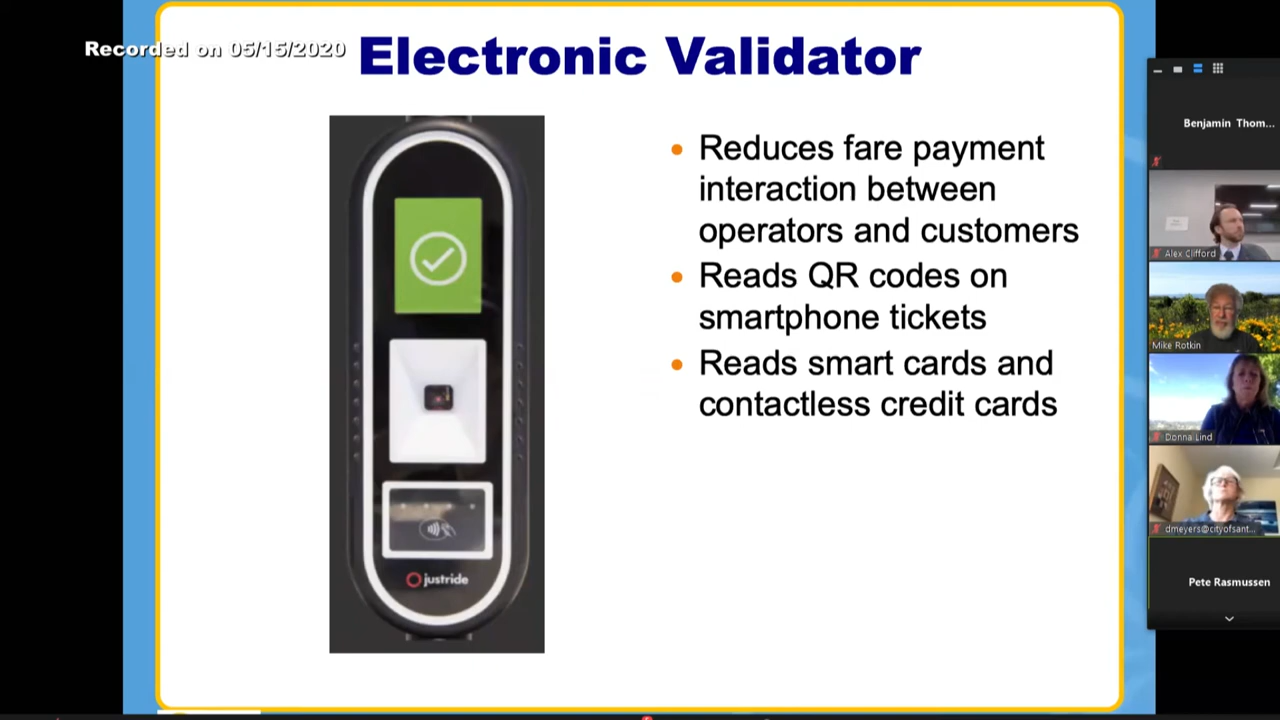 Recorded on 05/15/2020
Electronic Validator
Reduces fare payment
interaction between
operators and customers
Reads QR codes on
smartphone tickets
Reads smart cards and
contactless credit cards
justride
Benjamin Thom...
Alex Clifford
Mike Rotkin
Donna Lind
dmeyers@cityofsant...
Pete Rasmussen